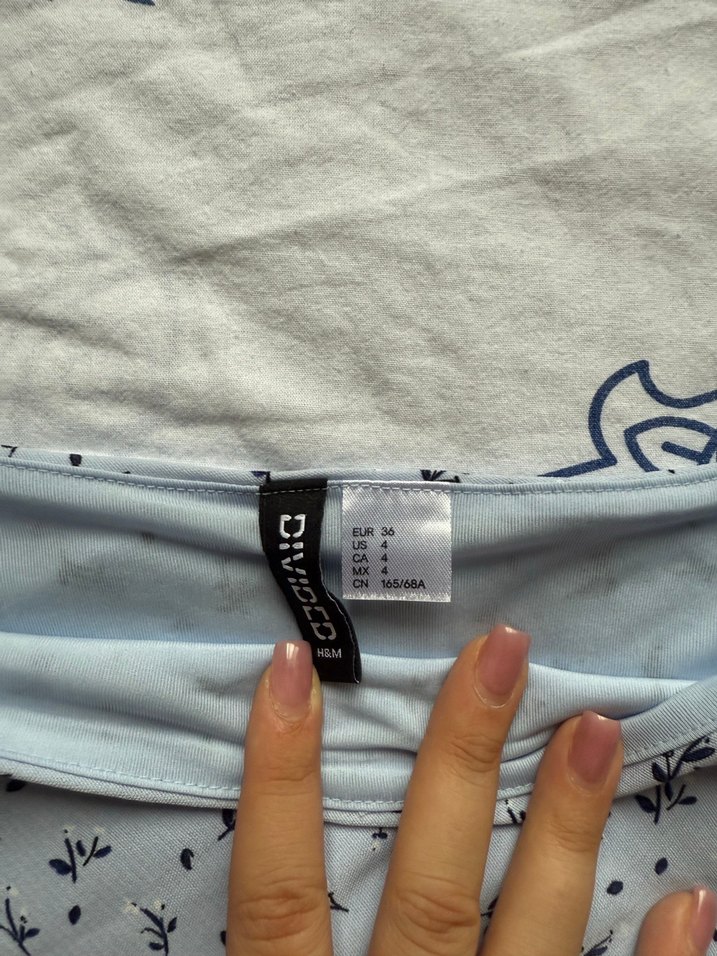 DIVIDED
H&M
EUR 36
US 4
CA 4
MX 4
CN 165/68A